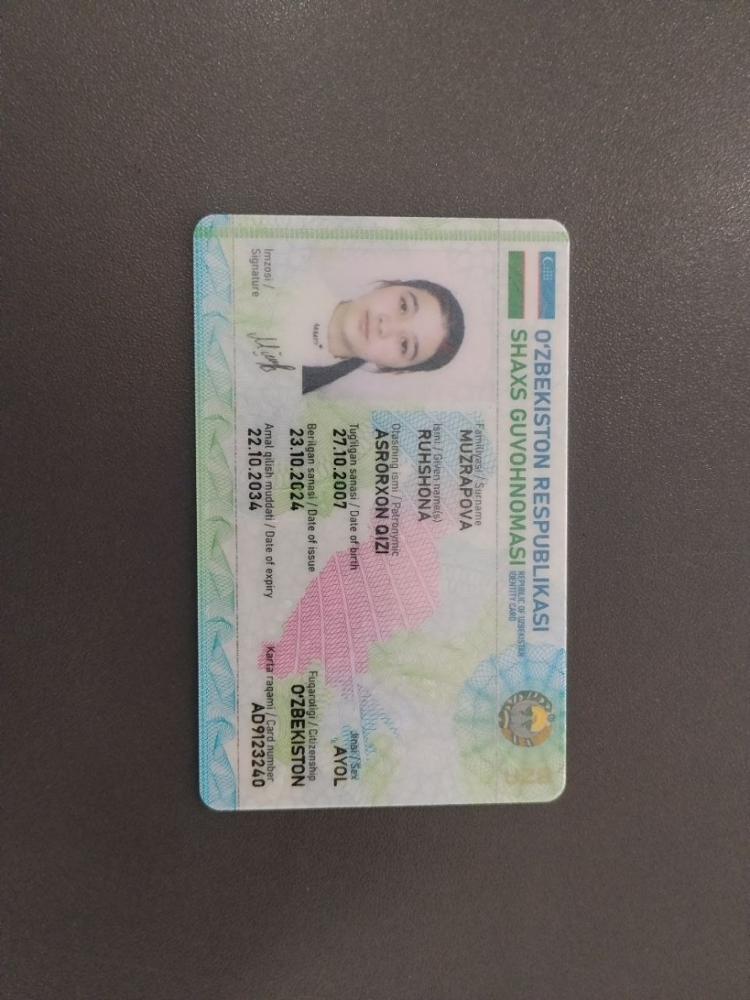 O‘ZBEKISTON RESPUBLIKASI
SHAXS GUVOHNOMASI
REPUBLIC OF UZBEKISTAN
IDENTITY CARD
Familiyasi / Surname
MUZRAPOVA
Ismi / Given name(s)
RUHSHONA
Otasining ismi / Patronymic
ASRORXON QIZI
Tug‘ilgan sanasi / Date of birth
27.10.2007
Jinsi / Sex
AYOL
Berilgan sanasi / Date of issue
23.10.2024
Fuqaroligi / Citizenship
O‘ZBEKISTON
Amal qilish muddati / Date of expiry
22.10.2034
Karta raqami / Card number
AD9123240
Imzosi /
Signature